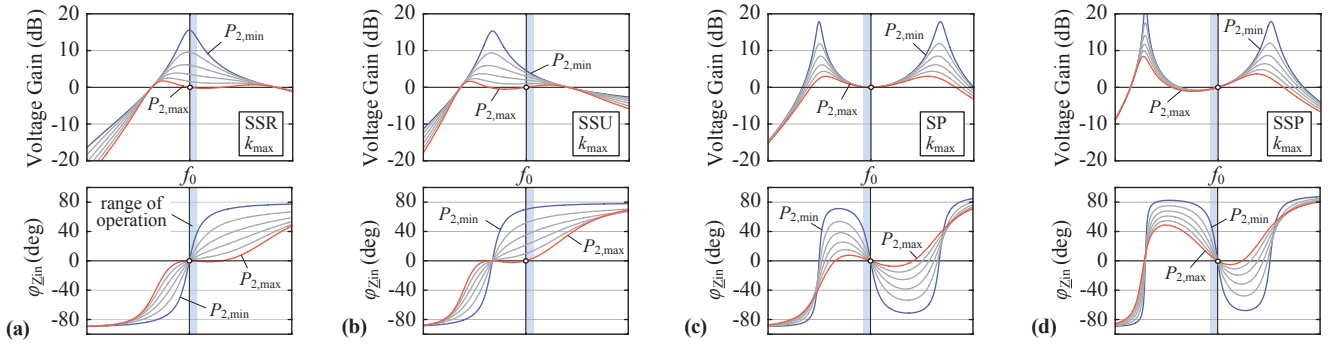 Voltage Gain (dB)
20
10
0
-10
-20
P2,min
P2,max
SSR
kmax
f0
φZin (deg)
80
40
0
-40
-80
range of
operation
P2,max
P2,min
(a)
Voltage Gain (dB)
20
10
0
-10
-20
P2,min
P2,max
SSU
kmax
f0
φZin (deg)
80
40
0
-40
-80
P2,min
P2,max
(b)
Voltage Gain (dB)
20
10
0
-10
-20
P2,min
P2,max
SP
kmax
f0
φZin (deg)
80
40
0
-40
-80
P2,min
P2,max
(c)
Voltage Gain (dB)
20
10
0
-10
-20
P2,min
P2,max
SSP
kmax
f0
φZin (deg)
80
40
0
-40
-80
P2,min
P2,max
(d)